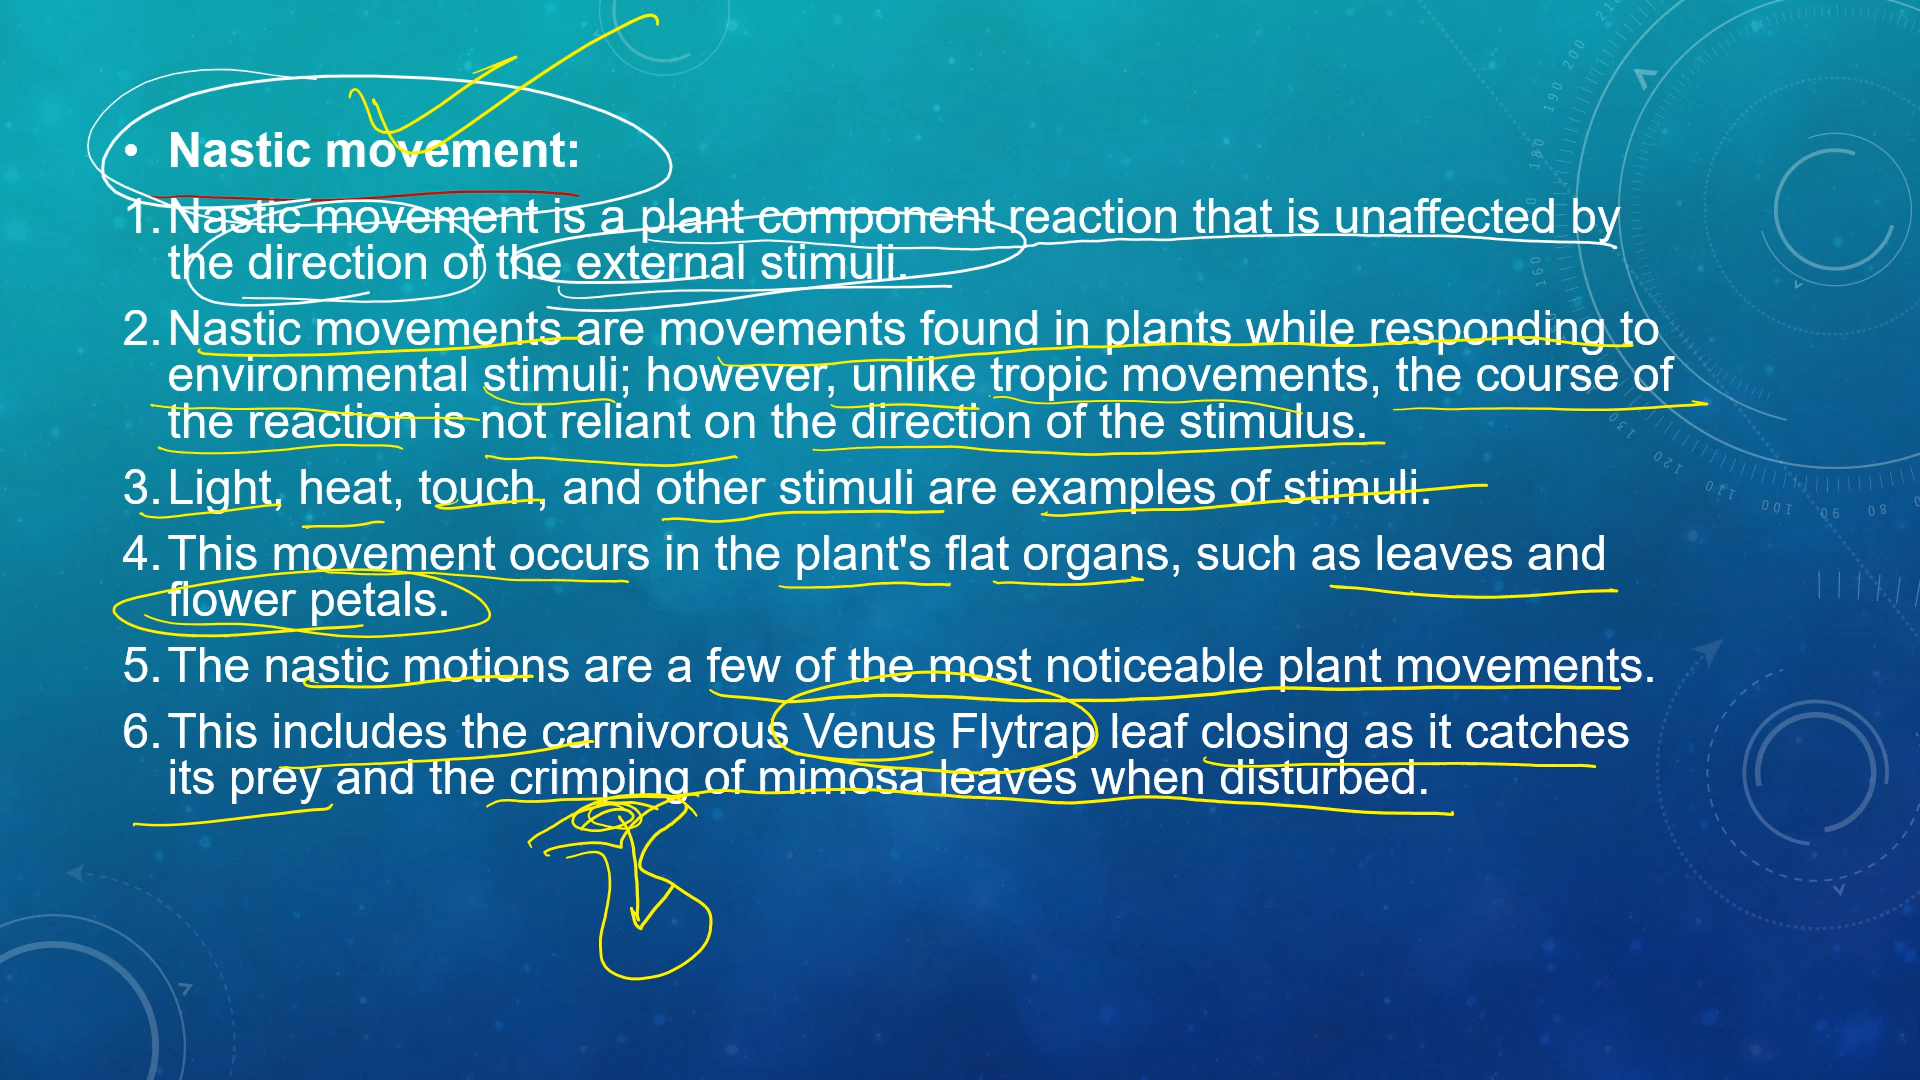 • Nastic movement:
1. Nastic movement is a plant component reaction that is unaffected by
the direction of the external stimuli.
2. Nastic movements are movements found in plants while responding to
environmental stimuli; however, unlike tropic movements, the course of
the reaction is not reliant on the direction of the stimulus.
3. Light, heat, touch, and other stimuli are examples of stimuli.
4. This movement occurs in the plant's flat organs, such as leaves and
flower petals.
5. The nastic motions are a few of the most noticeable plant movements.
6. This includes the carnivorous Venus Flytrap leaf closing as it catches
its prey and the crimping of mimosa leaves when disturbed.